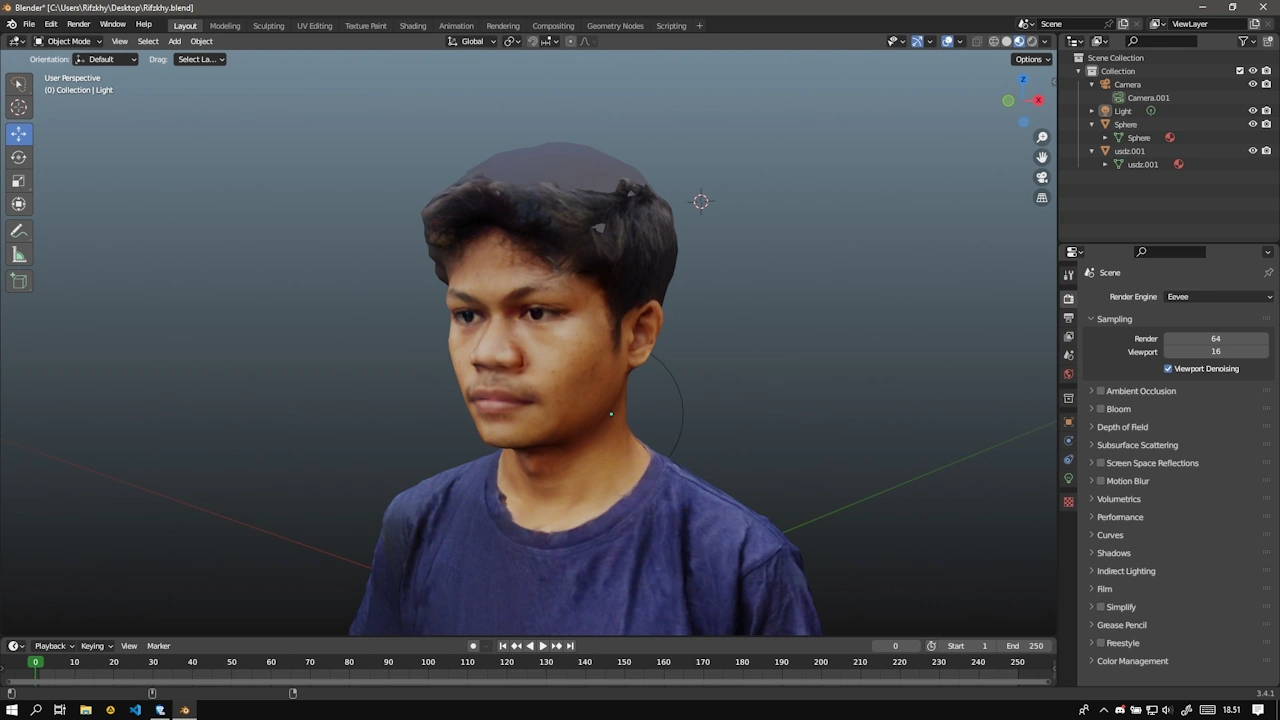 Blender* [C:\Users\Rifzkhy\Desktop\Rifzkhy.blend]
File Edit Render Window Help Layout Modeling Sculpting UV Editing Texture Paint Shading Animation Rendering Compositing Geometry Nodes Scripting + Scene ViewLayer
Object Mode View Select Add Object Global
Orientation: Default Drag: Select La... Options
User Perspective
(0) Collection | Light
Z
X
Scene Collection
Collection
Camera
Camera.001
Light
Sphere
Sphere
usdz.001
usdz.001
Scene
Render Engine Eevee
Sampling
Render 64
Viewport 16
Viewport Denoising
Ambient Occlusion
Bloom
Depth of Field
Subsurface Scattering
Screen Space Reflections
Motion Blur
Volumetrics
Performance
Curves
Shadows
Indirect Lighting
Film
Simplify
Grease Pencil
Freestyle
Color Management
Playback Keying View Marker 0 Start 1 End 250
0 10 20 30 40 50 60 70 80 90 100 110 120 130 140 150 160 170 180 190 200 210 220 230 240 250
3.4.1
18.51